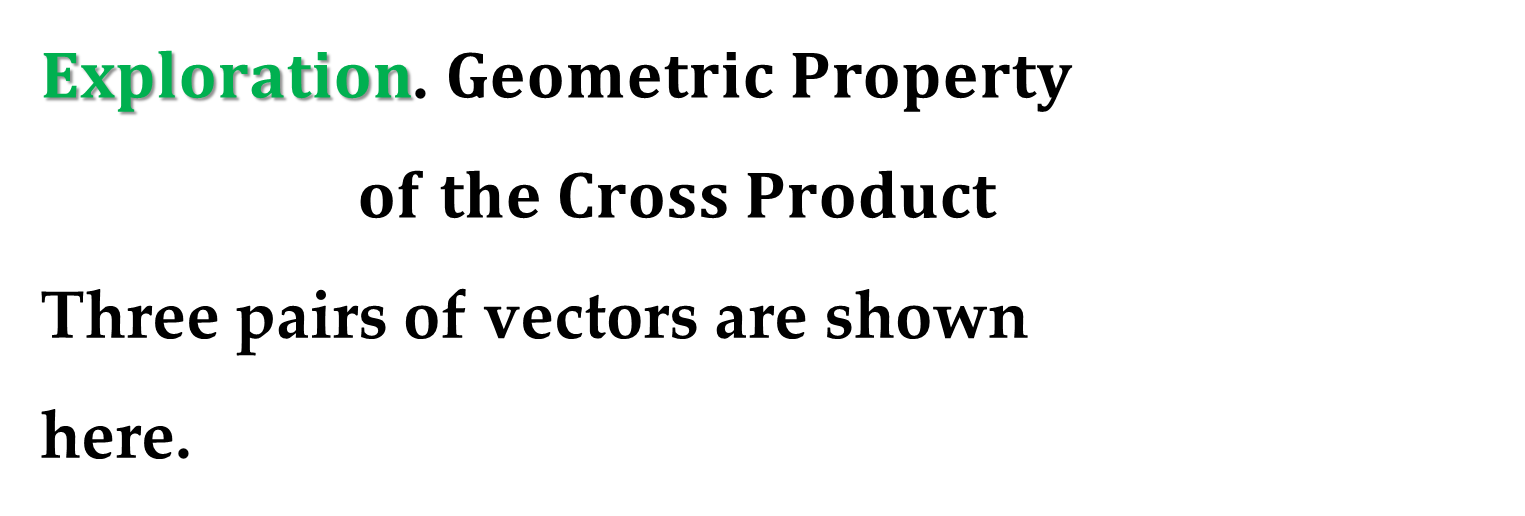 Exploration. Geometric Property
of the Cross Product
Three pairs of vectors are shown
here.